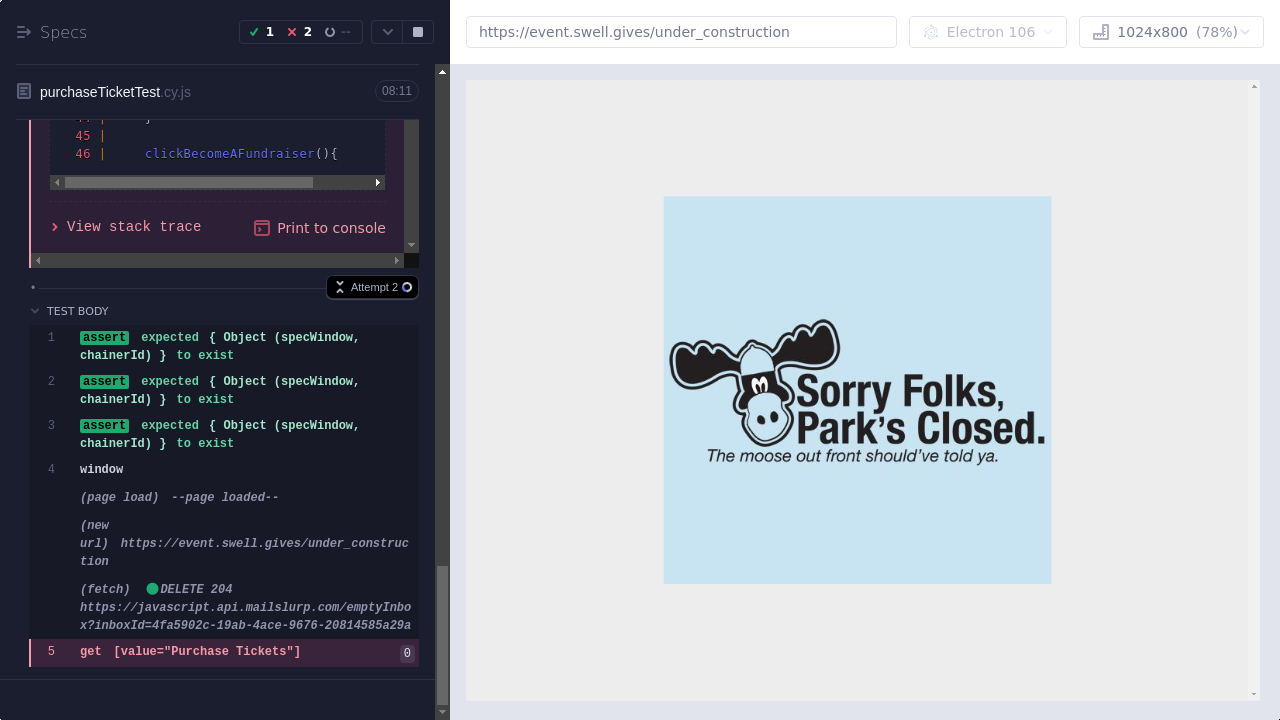 Specs
1
2
--
https://event.swell.gives/under_construction
Electron 106
1024x800 (78%)
purchaseTicketTest.cy.js
08:11
44 | }
45 |
46 | clickBecomeAFundraiser(){
View stack trace
Print to console
Attempt 2
TEST BODY
1 assert expected { Object (specWindow,
chainerId) } to exist
2 assert expected { Object (specWindow,
chainerId) } to exist
3 assert expected { Object (specWindow,
chainerId) } to exist
4 window
(page load) --page loaded--
(new
url) https://event.swell.gives/under_construc
tion
(fetch) DELETE 204
https://javascript.api.mailslurp.com/emptyInbo
x?inboxId=4fa5902c-19ab-4ace-9676-20814585a29a
5 get [value="Purchase Tickets"]
0
Sorry Folks,
Park's Closed.
The moose out front should've told ya.